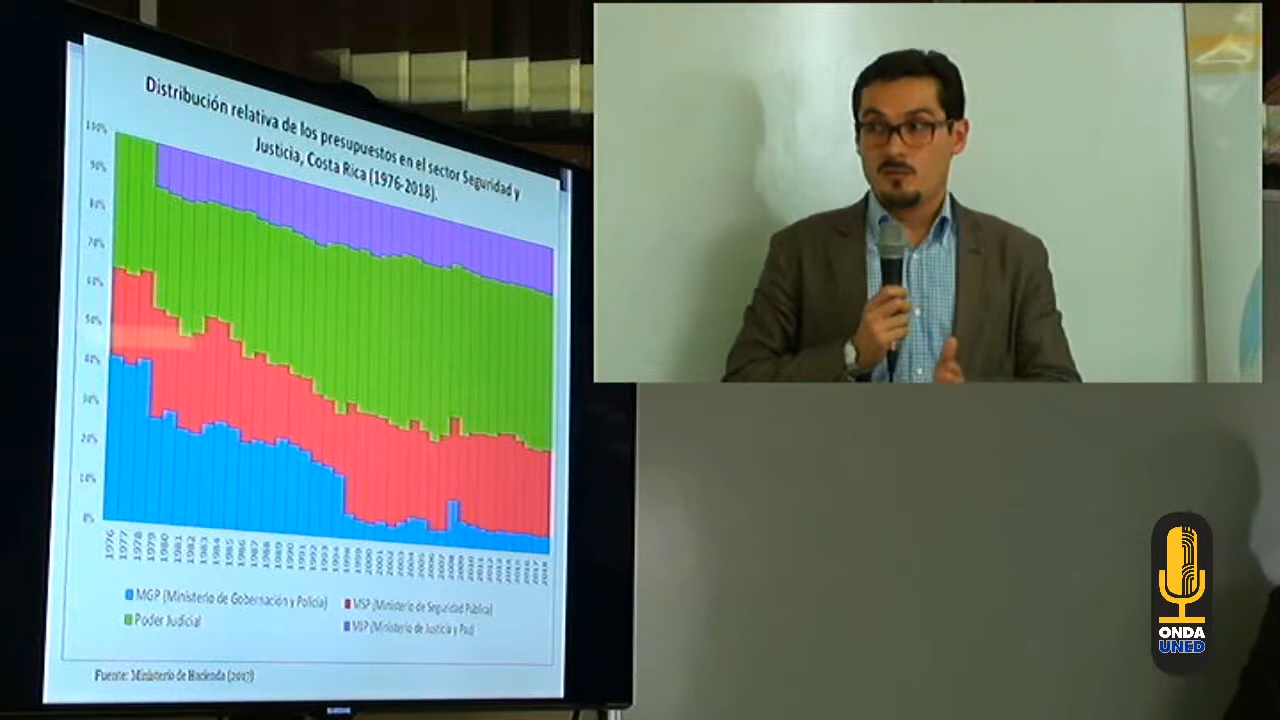 Distribución relativa de los presupuestos en el sector Seguridad y
Justicia, Costa Rica (1976-2018).
100%
90%
80%
70%
60%
50%
40%
30%
20%
10%
0%
1976 1977 1978 1979 1980 1981 1982 1983 1984 1985 1986 1987 1988 1989 1990 1991 1992 1993 1994 1998 1999 2000 2001 2002 2003 2004 2005 2006 2007 2008 2009 2010 2011 2012 2013 2014 2015 2016 2017 2018
MGP (Ministerio de Gobernación y Policía)
MSP (Ministerio de Seguridad Pública)
Poder Judicial
MJP (Ministerio de Justicia y Paz)
Fuente: Ministerio de Hacienda (2017)
ONDA
UNED